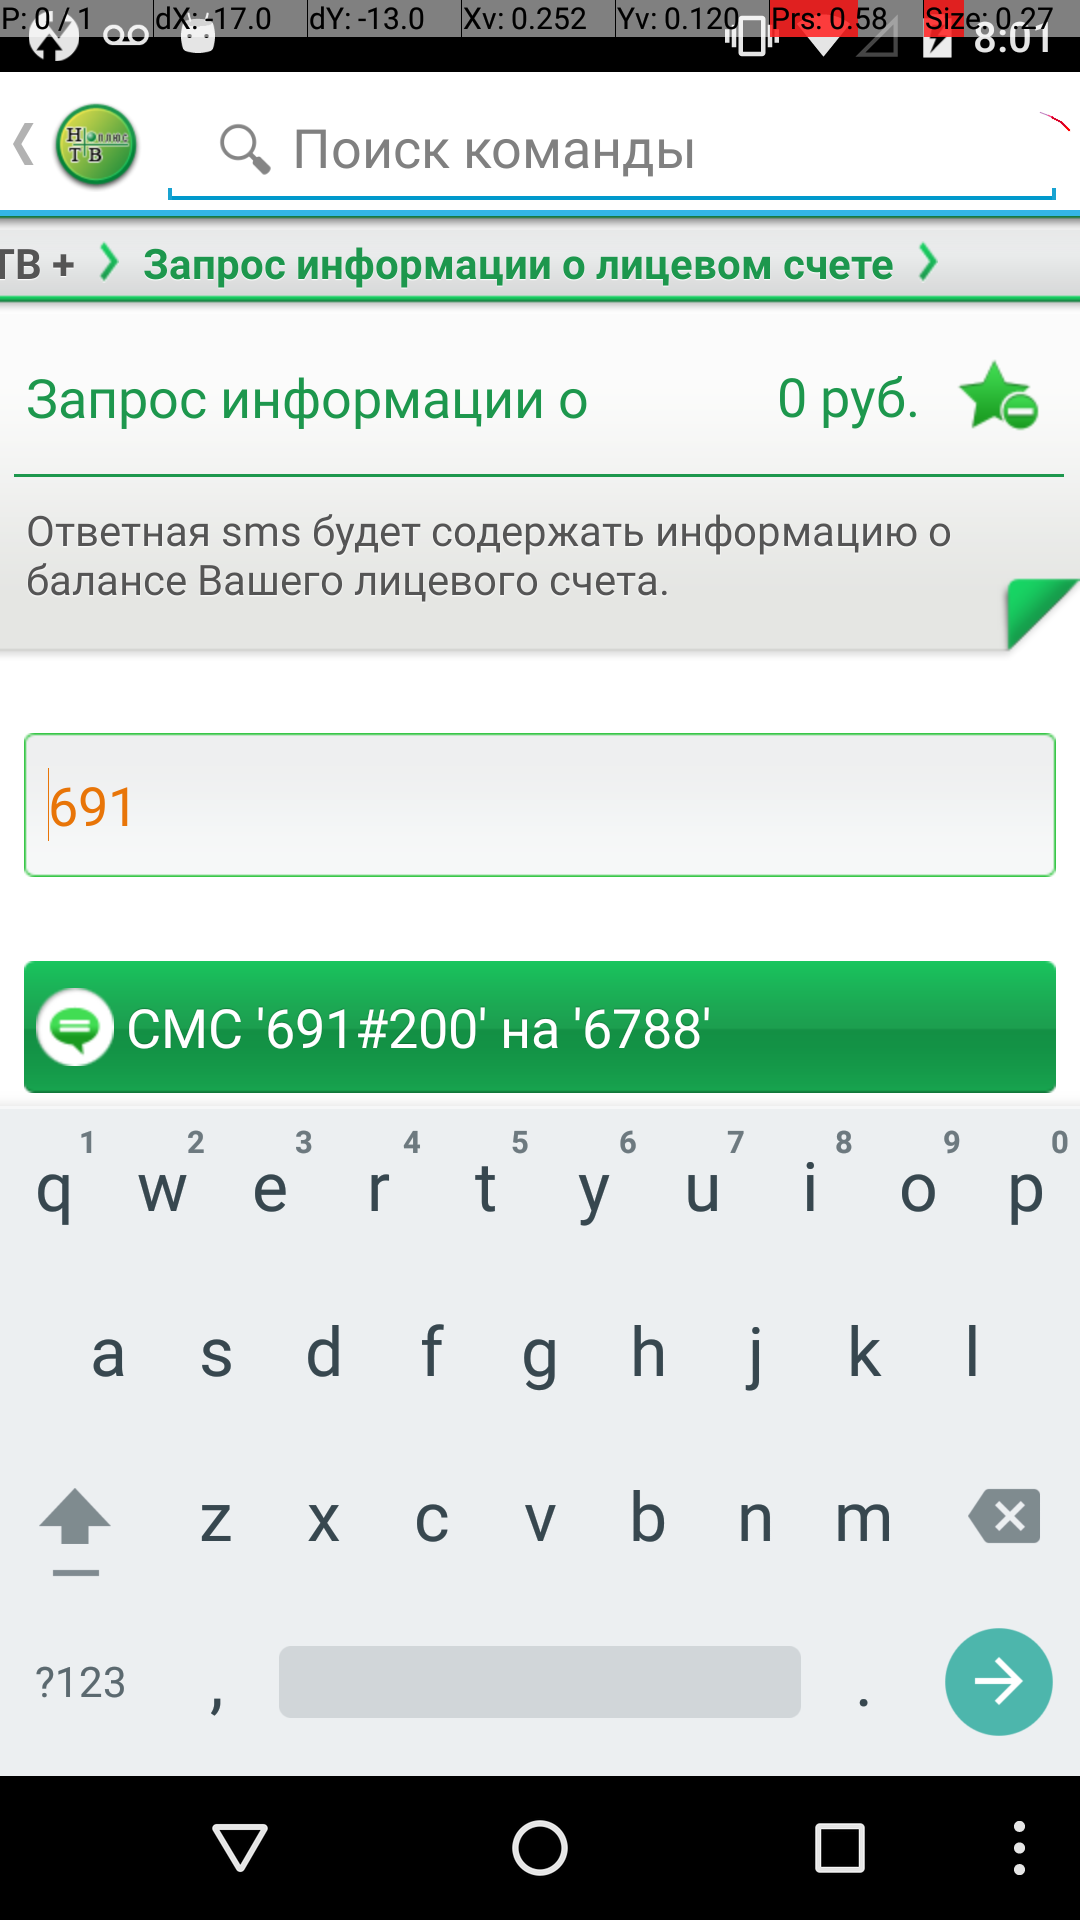 P: 0 / 1 dX: -17.0 dY: -13.0 Xv: 0.252 Yv: 0.120 Prs: 0.58 Size: 0.27
8:01
Н плюс
ТВ
Поиск команды
ТВ + Запрос информации о лицевом счете
Запрос информации о 0 руб.
Ответная sms будет содержать информацию о
балансе Вашего лицевого счета.
691
СМС '691#200' на '6788'
1 2 3 4 5 6 7 8 9 0
q w e r t y u i o p
a s d f g h j k l
z x c v b n m
?123 , .